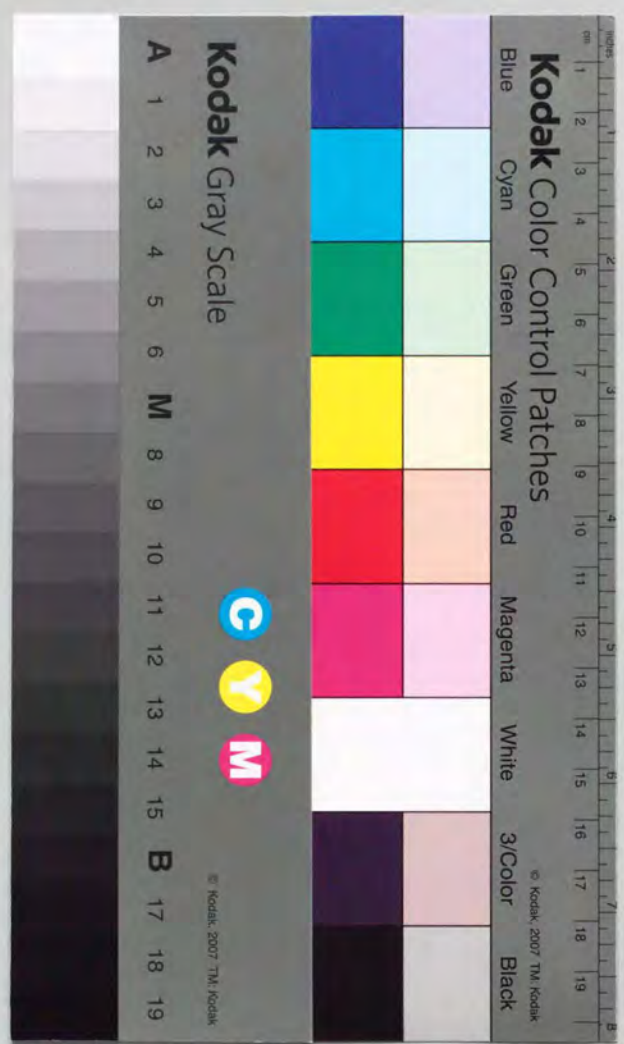 inches 1 2 3 4 5 6 7 8
cm 1 2 3 4 5 6 7 8 9 10 11 12 13 14 15 16 17 18 19
Kodak Color Control Patches
© Kodak, 2007 TM: Kodak
Blue Cyan Green Yellow Red Magenta White 3/Color Black
Kodak Gray Scale
C Y M
© Kodak, 2007 TM: Kodak
A 1 2 3 4 5 6 M 8 9 10 11 12 13 14 15 B 17 18 19